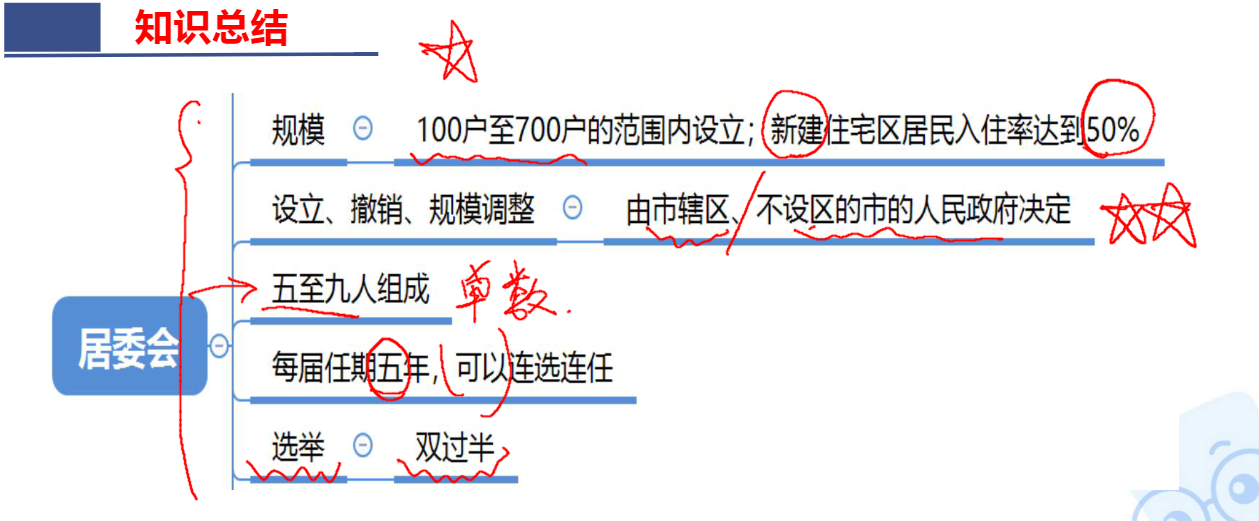 知识总结
规模 100户至700户的范围内设立；新建住宅区居民入住率达到50%
设立、撤销、规模调整 由市辖区、不设区的市的人民政府决定
五至九人组成 单数.
居委会
每届任期五年，可以连选连任
选举 双过半